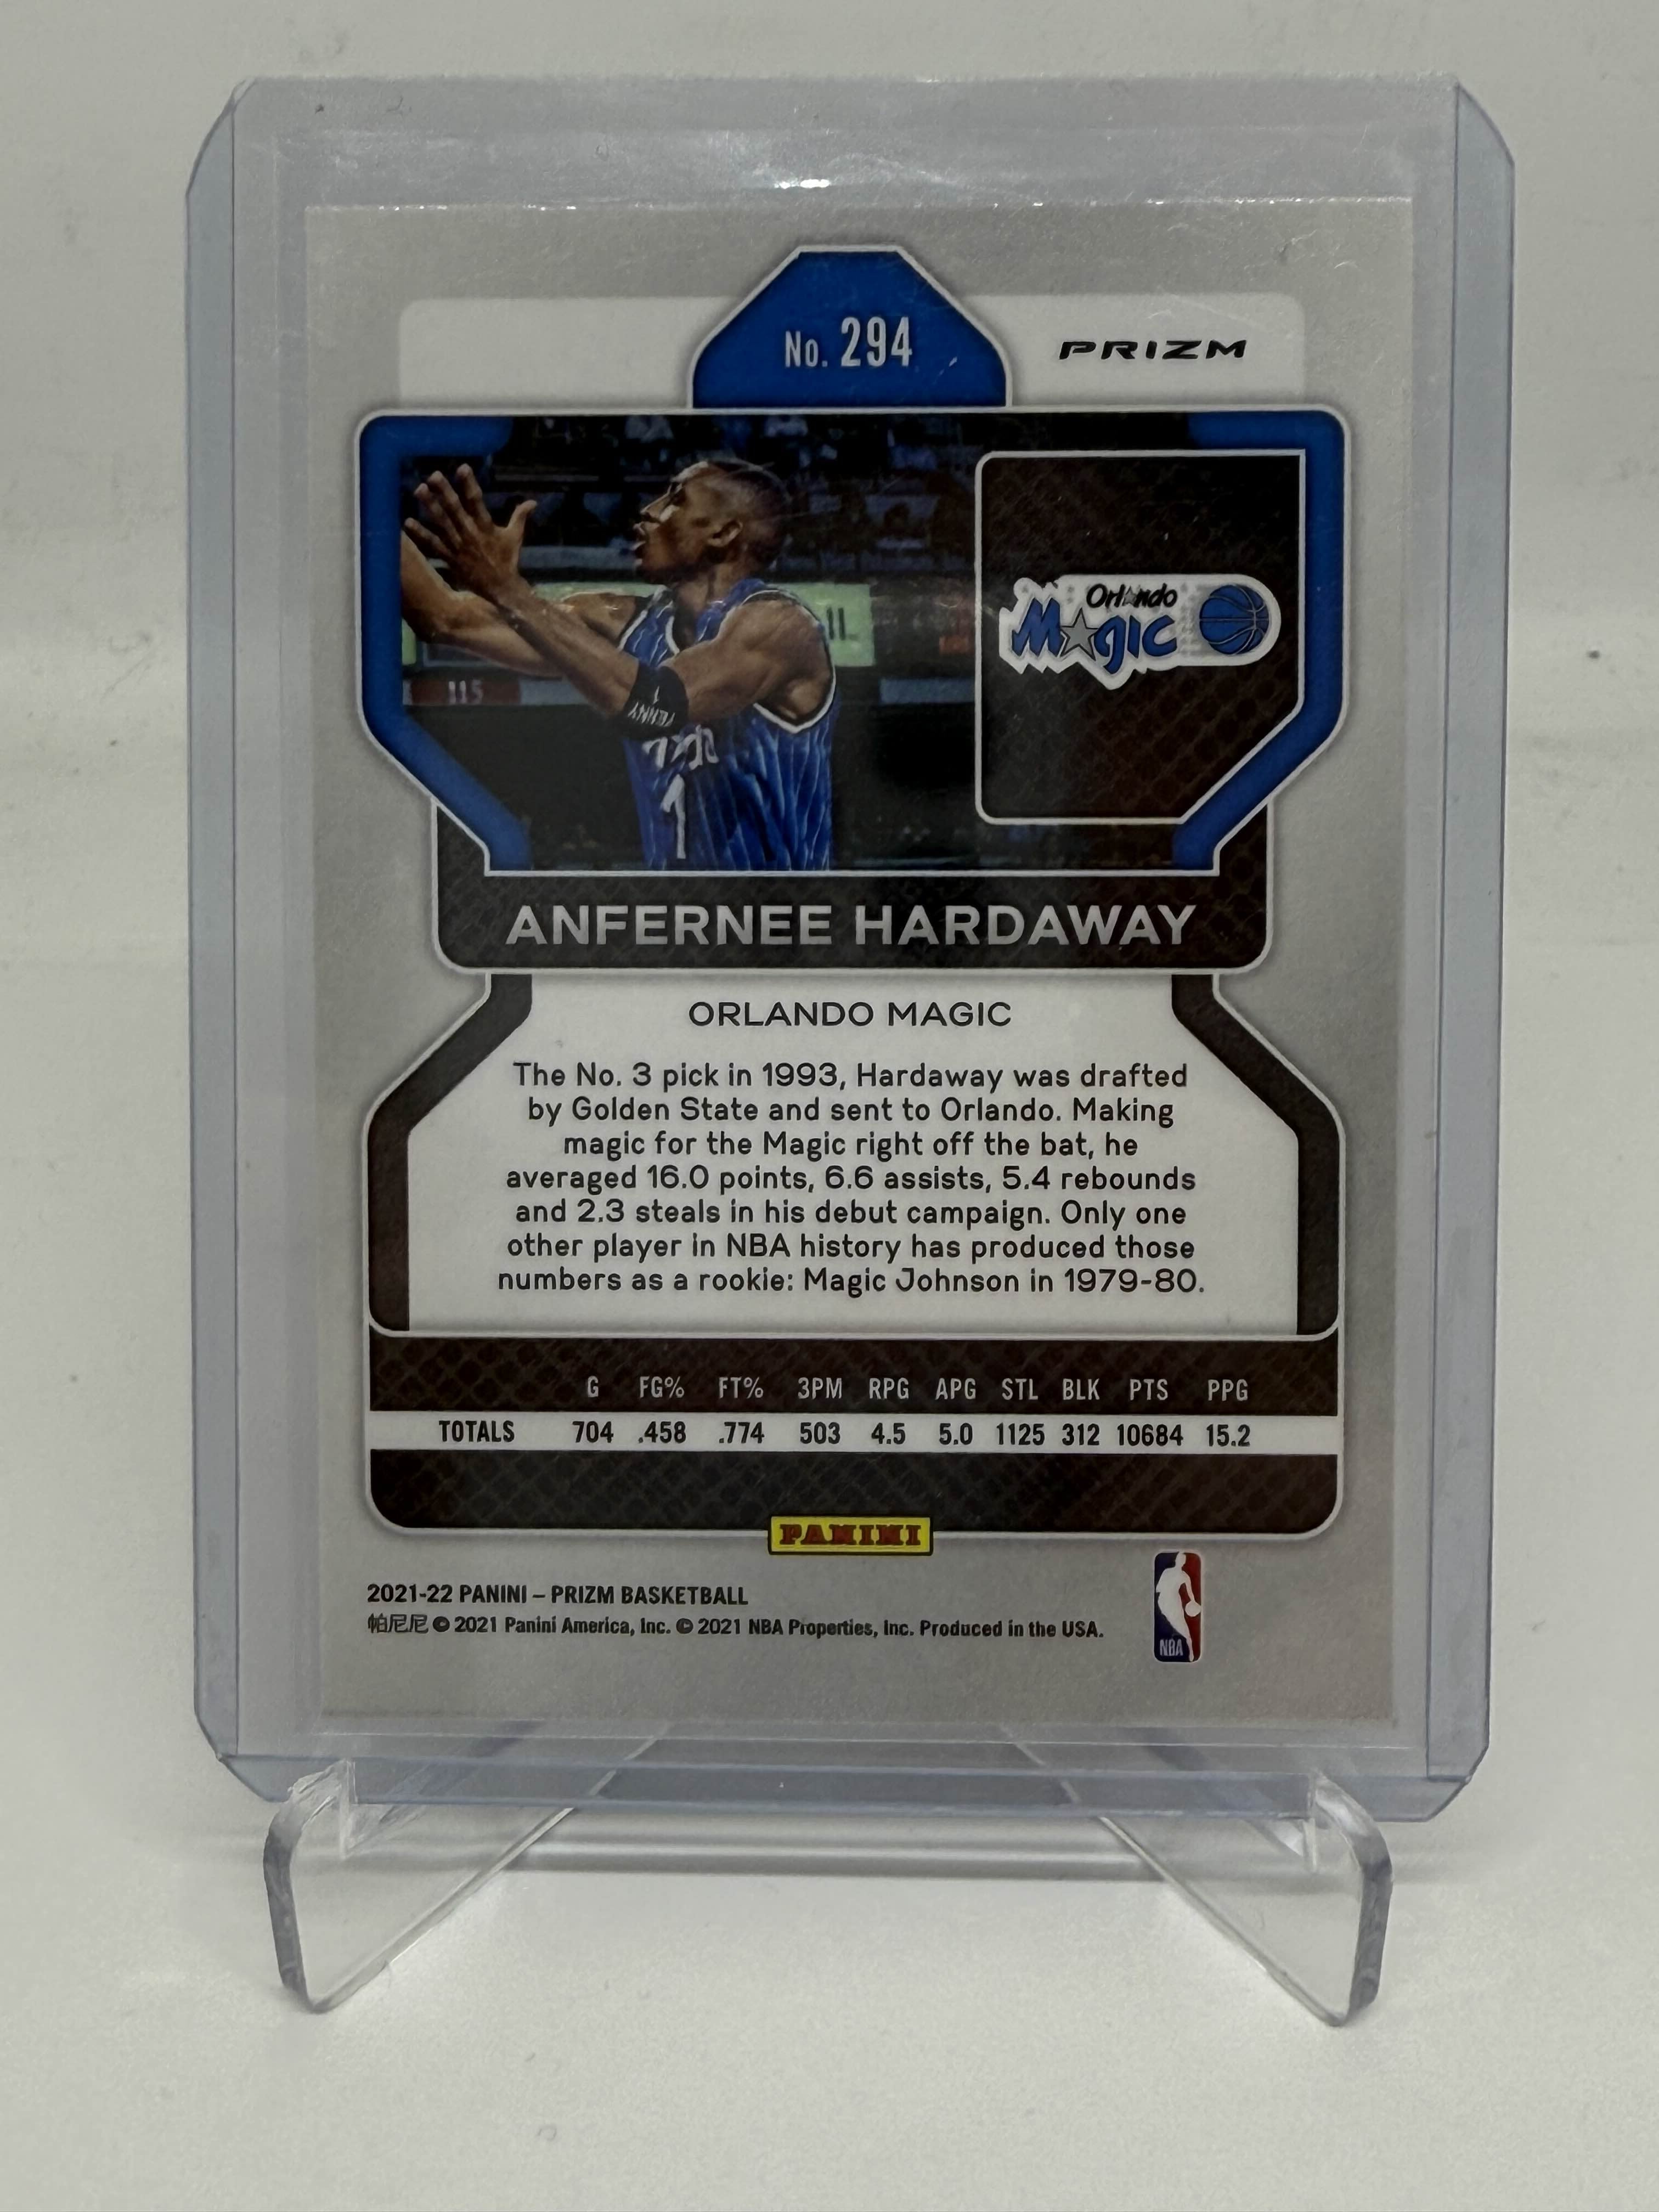 No. 294
PRIZM
Orlando
Magic
115
1
ANFERNEE HARDAWAY
ORLANDO MAGIC
The No. 3 pick in 1993, Hardaway was drafted
by Golden State and sent to Orlando. Making
magic for the Magic right off the bat, he
averaged 16.0 points, 6.6 assists, 5.4 rebounds
and 2.3 steals in his debut campaign. Only one
other player in NBA history has produced those
numbers as a rookie: Magic Johnson in 1979-80.
G FG% FT% 3PM RPG APG STL BLK PTS PPG
TOTALS 704 .458 .774 503 4.5 5.0 1125 312 10684 15.2
PANINI
2021-22 PANINI – PRIZM BASKETBALL
帕尼尼 © 2021 Panini America, Inc. © 2021 NBA Properties, Inc. Produced in the USA.
NBA